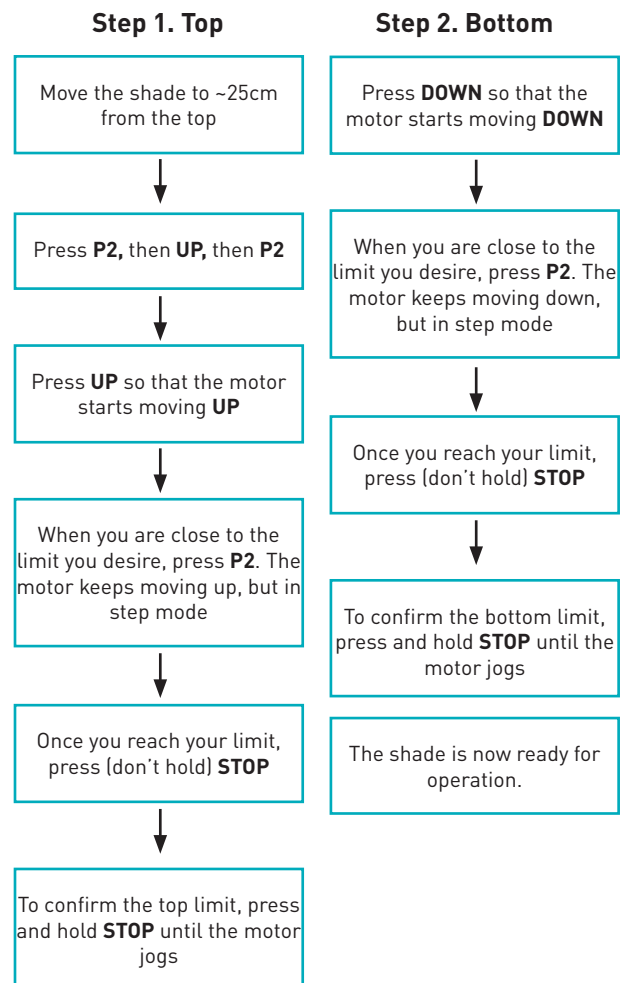 Step 1. Top
Move the shade to ~25cm
from the top
Press P2, then UP, then P2
Press UP so that the motor
starts moving UP
When you are close to the
limit you desire, press P2. The
motor keeps moving up, but in
step mode
Once you reach your limit,
press (don't hold) STOP
To confirm the top limit, press
and hold STOP until the motor
jogs
Step 2. Bottom
Press DOWN so that the
motor starts moving DOWN
When you are close to the
limit you desire, press P2. The
motor keeps moving down,
but in step mode
Once you reach your limit,
press (don't hold) STOP
To confirm the bottom limit,
press and hold STOP until the
motor jogs
The shade is now ready for
operation.